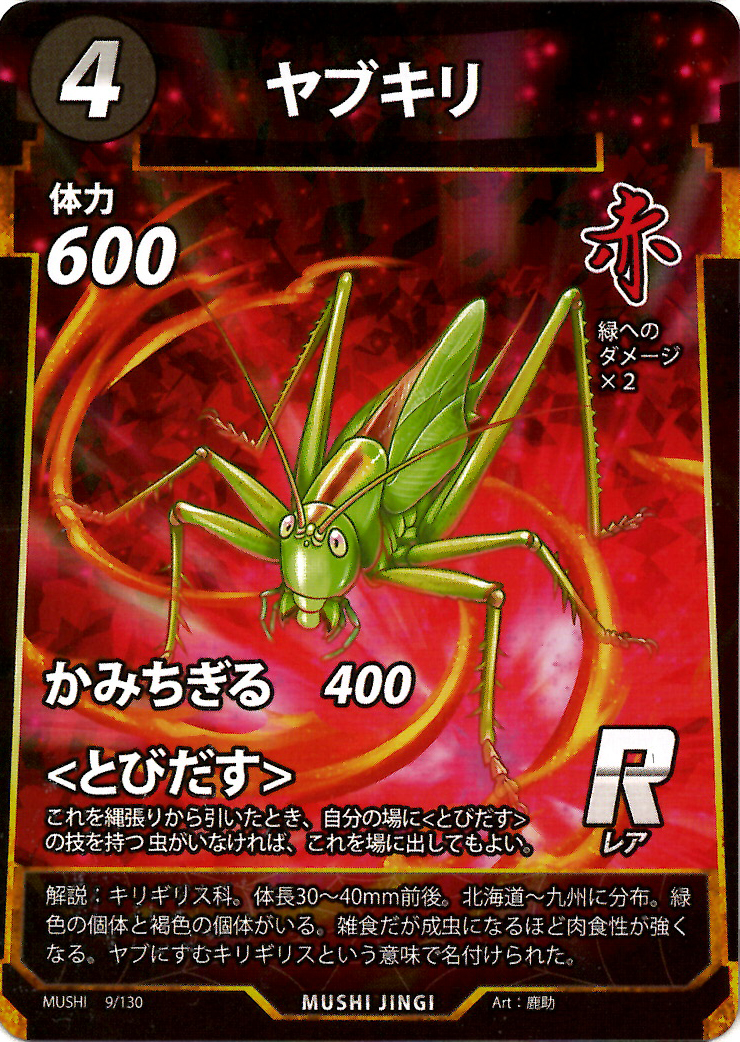 4
ヤブキリ
体力
600
赤
緑への
ダメージ
×2
かみちぎる 400
<とびだす>
これを縄張りから引いたとき、自分の場に<とびだす>
の技を持つ虫がいなければ、これを場に出してもよい。
R
レア
解説：キリギリス科。体長30～40mm前後。北海道～九州に分布。緑
色の個体と褐色の個体がいる。雑食だが成虫になるほど肉食性が強く
なる。ヤブにすむキリギリスという意味で名付けられた。
MUSHI 9/130
MUSHI JINGI
Art：鹿助